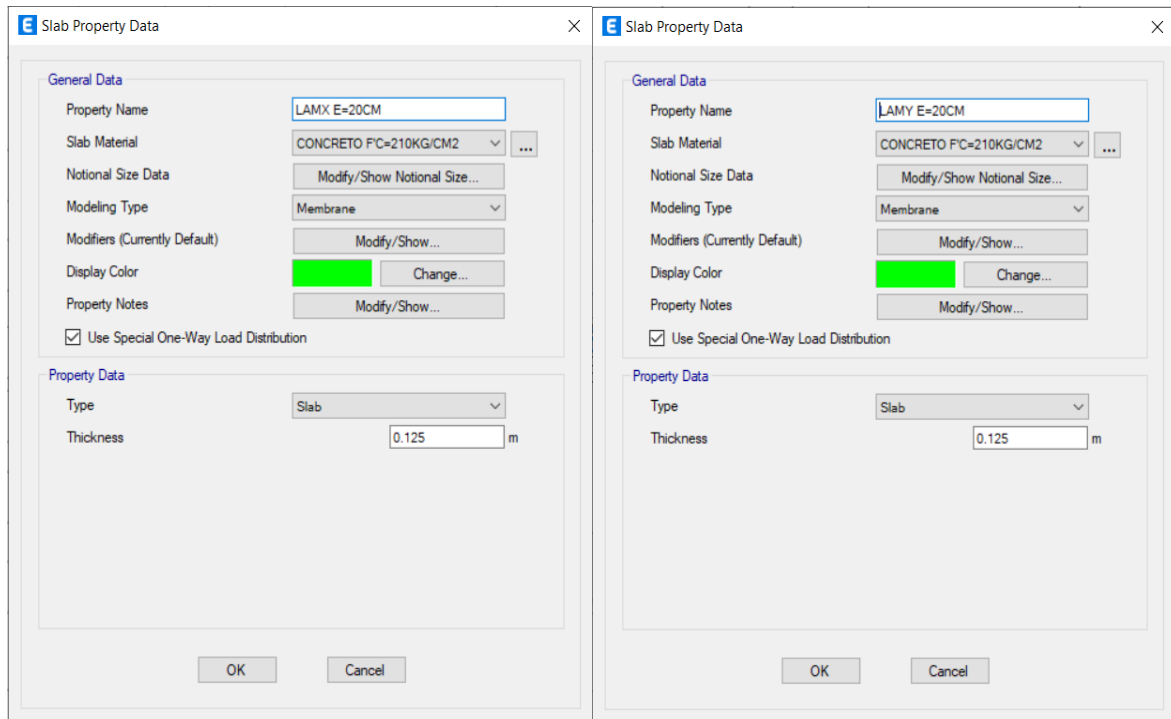 Slab Property Data
General Data
Property Name LAMX E=20CM
Slab Material CONCRETO F'C=210KG/CM2 ...
Notional Size Data Modify/Show Notional Size...
Modeling Type Membrane
Modifiers (Currently Default) Modify/Show...
Display Color Change...
Property Notes Modify/Show...
Use Special One-Way Load Distribution
Property Data
Type Slab
Thickness 0.125 m
OK Cancel
Slab Property Data
General Data
Property Name LAMY E=20CM
Slab Material CONCRETO F'C=210KG/CM2 ...
Notional Size Data Modify/Show Notional Size...
Modeling Type Membrane
Modifiers (Currently Default) Modify/Show...
Display Color Change...
Property Notes Modify/Show...
Use Special One-Way Load Distribution
Property Data
Type Slab
Thickness 0.125 m
OK Cancel